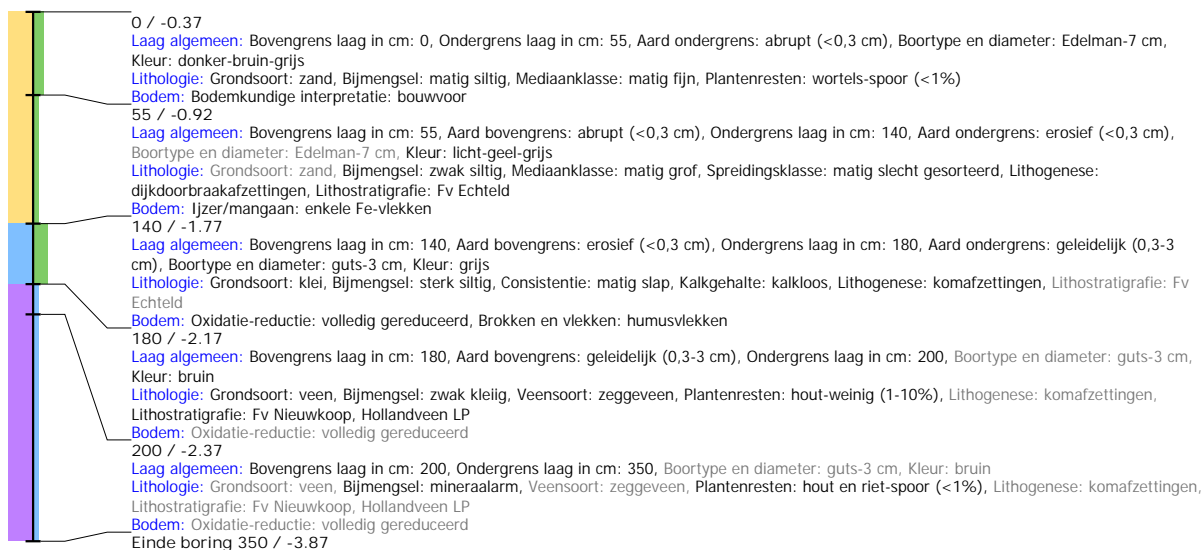 0 / -0.37
Laag algemeen: Bovengrens laag in cm: 0, Ondergrens laag in cm: 55, Aard ondergrens: abrupt (<0,3 cm), Boortype en diameter: Edelman-7 cm,
Kleur: donker-bruin-grijs
Lithologie: Grondsoort: zand, Bijmengsel: matig siltig, Mediaanklasse: matig fijn, Plantenresten: wortels-spoor (<1%)
Bodem: Bodemkundige interpretatie: bouwvoor
55 / -0.92
Laag algemeen: Bovengrens laag in cm: 55, Aard bovengrens: abrupt (<0,3 cm), Ondergrens laag in cm: 140, Aard ondergrens: erosief (<0,3 cm),
Boortype en diameter: Edelman-7 cm, Kleur: licht-geel-grijs
Lithologie: Grondsoort: zand, Bijmengsel: zwak siltig, Mediaanklasse: matig grof, Spreidingsklasse: matig slecht gesorteerd, Lithogenese:
dijkdoorbraakafzettingen, Lithostratigrafie: Fv Echteld
Bodem: Ijzer/mangaan: enkele Fe-vlekken
140 / -1.77
Laag algemeen: Bovengrens laag in cm: 140, Aard bovengrens: erosief (<0,3 cm), Ondergrens laag in cm: 180, Aard ondergrens: geleidelijk (0,3-3
cm), Boortype en diameter: guts-3 cm, Kleur: grijs
Lithologie: Grondsoort: klei, Bijmengsel: sterk siltig, Consistentie: matig slap, Kalkgehalte: kalkloos, Lithogenese: komafzettingen, Lithostratigrafie: Fv
Echteld
Bodem: Oxidatie-reductie: volledig gereduceerd, Brokken en vlekken: humusvlekken
180 / -2.17
Laag algemeen: Bovengrens laag in cm: 180, Aard bovengrens: geleidelijk (0,3-3 cm), Ondergrens laag in cm: 200, Boortype en diameter: guts-3 cm,
Kleur: bruin
Lithologie: Grondsoort: veen, Bijmengsel: zwak kleiig, Veensoort: zeggeveen, Plantenresten: hout-weinig (1-10%), Lithogenese: komafzettingen,
Lithostratigrafie: Fv Nieuwkoop, Hollandveen LP
Bodem: Oxidatie-reductie: volledig gereduceerd
200 / -2.37
Laag algemeen: Bovengrens laag in cm: 200, Ondergrens laag in cm: 350, Boortype en diameter: guts-3 cm, Kleur: bruin
Lithologie: Grondsoort: veen, Bijmengsel: mineraalarm, Veensoort: zeggeveen, Plantenresten: hout en riet-spoor (<1%), Lithogenese: komafzettingen,
Lithostratigrafie: Fv Nieuwkoop, Hollandveen LP
Bodem: Oxidatie-reductie: volledig gereduceerd
Einde boring 350 / -3.87